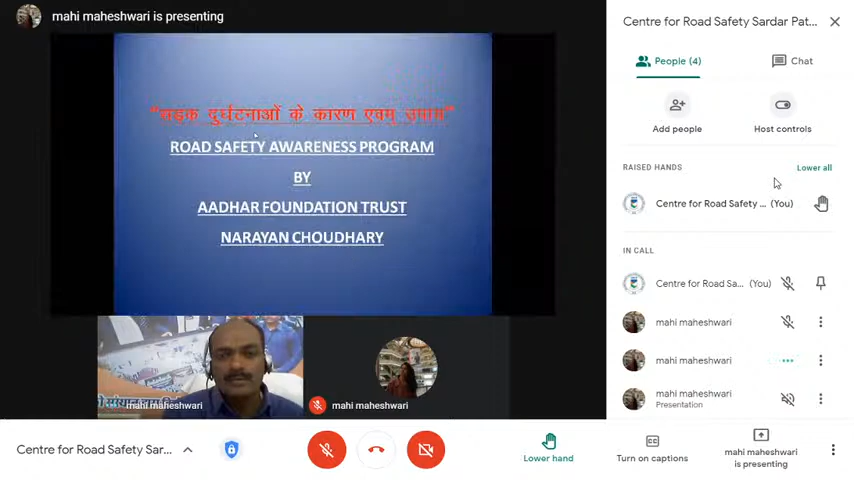 mahi maheshwari is presenting
"सड़क दुर्घटनाओं के कारण एवम् उपाय"
ROAD SAFETY AWARENESS PROGRAM
BY
AADHAR FOUNDATION TRUST
NARAYAN CHOUDHARY
mahi maheshwari
mahi maheshwari
Centre for Road Safety Sardar Pat...
People (4)
Chat
Add people
Host controls
RAISED HANDS
Lower all
Centre for Road Safety ... (You)
IN CALL
Centre for Road Sa... (You)
mahi maheshwari
mahi maheshwari
mahi maheshwari
Presentation
Centre for Road Safety Sar...
Lower hand
Turn on captions
mahi maheshwari
is presenting